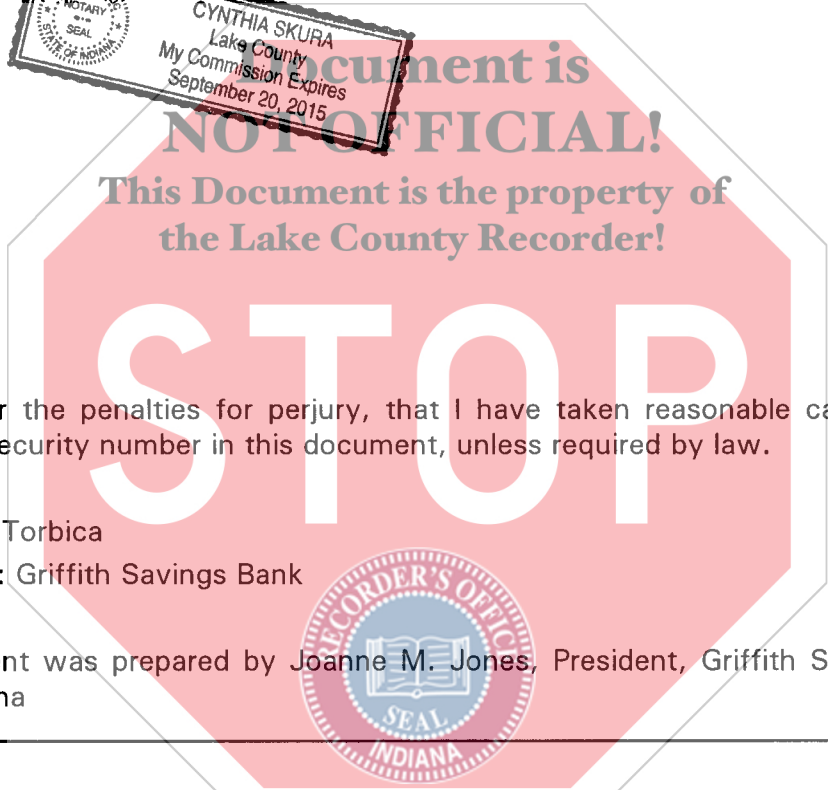 NOTARY
SEAL
STATE OF INDIANA
CYNTHIA SKURA
Lake County
My Commission Expires
September 20, 2015
Document is
NOT OFFICIAL!
This Document is the property of
the Lake County Recorder!
STOP
r the penalties for perjury, that I have taken reasonable ca
ecurity number in this document, unless required by law.
Torbica
: Griffith Savings Bank
nt was prepared by Joanne M. Jones, President, Griffith S
na
RECORDER'S OFFICE
SEAL
INDIANA